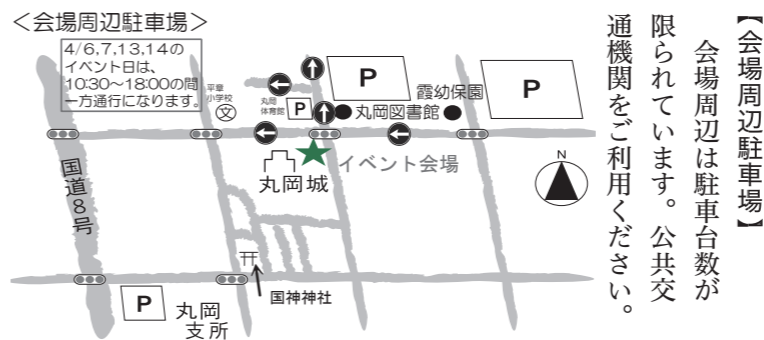 【会場周辺駐車場】
会場周辺は駐車台数が
限られています。公共交
通機関をご利用ください。
＜会場周辺駐車場＞
4/6,7,13,14の
イベント日は、
10:30～18:00の間
一方通行になります。
平章
小学校
文
丸岡
体育館
P
P
霞幼保園
P
丸岡図書館
イベント会場
丸岡城
国道8号
N
国神神社
P
丸岡
支所